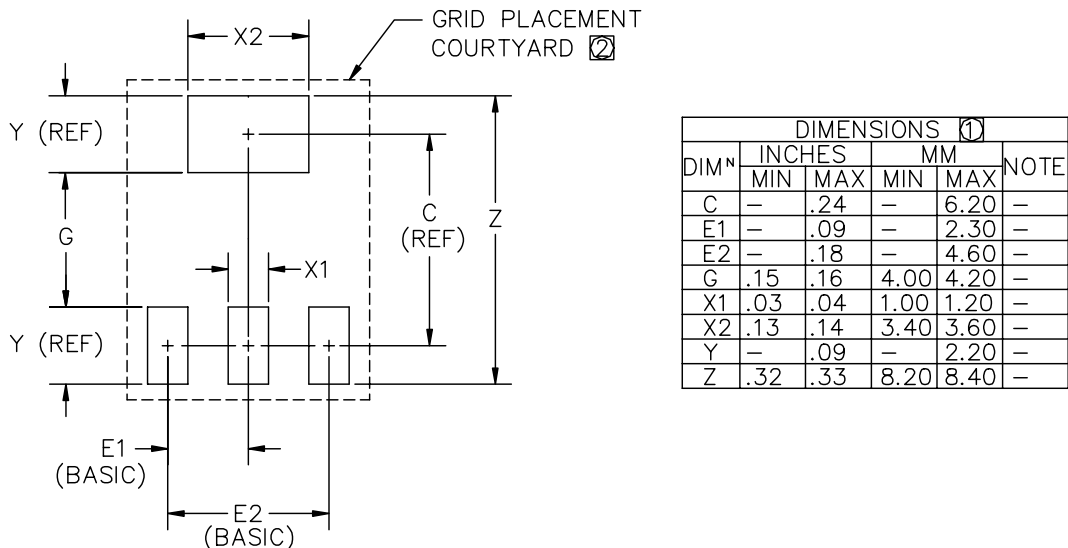 GRID PLACEMENT
COURTYARD ②
X2
Y (REF)
G
C
(REF)
Z
X1
Y (REF)
E1
(BASIC)
E2
(BASIC)
DIMENSIONS ①
DIMᴺ INCHES MM NOTE
MIN MAX MIN MAX
C – .24 – 6.20 –
E1 – .09 – 2.30 –
E2 – .18 – 4.60 –
G .15 .16 4.00 4.20 –
X1 .03 .04 1.00 1.20 –
X2 .13 .14 3.40 3.60 –
Y – .09 – 2.20 –
Z .32 .33 8.20 8.40 –